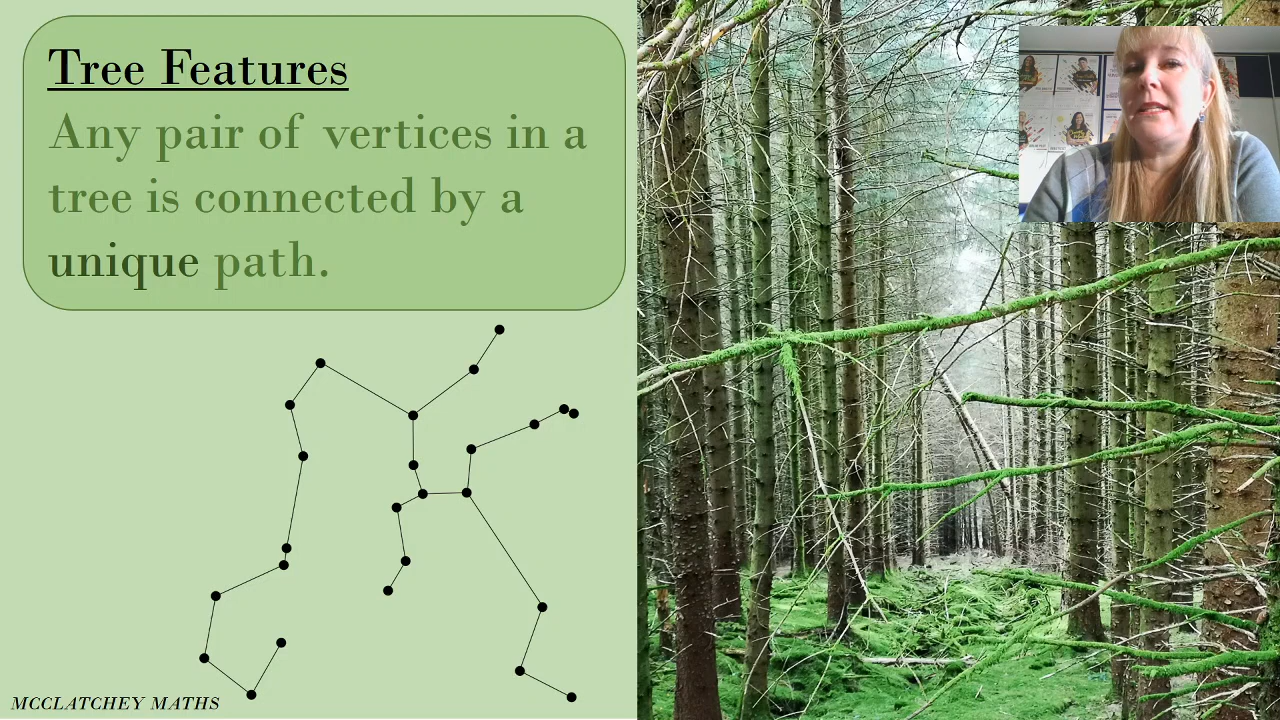 Tree Features
Any pair of vertices in a
tree is connected by a
unique path.
MCCLATCHEY MATHS